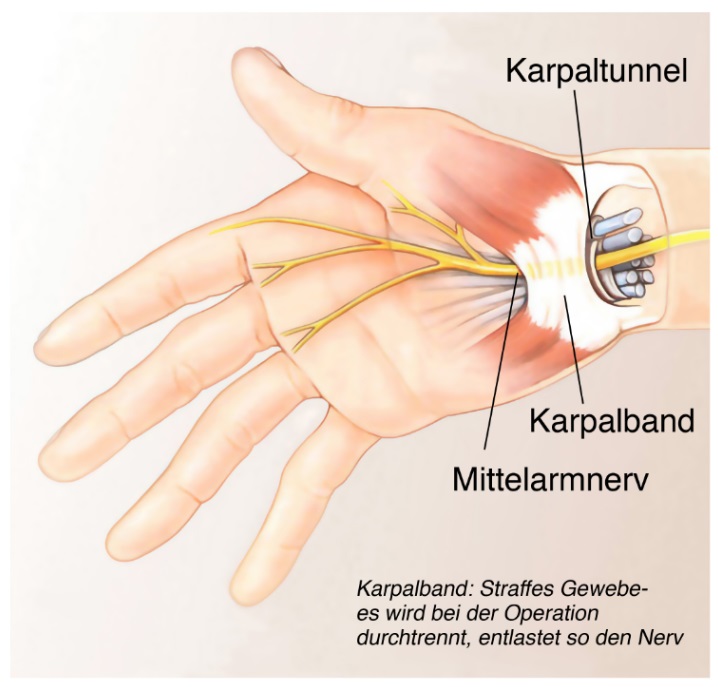 Karpaltunnel
Karpalband
Mittelarmnerv
Karpalband: Straffes Gewebe-
es wird bei der Operation
durchtrennt, entlastet so den Nerv